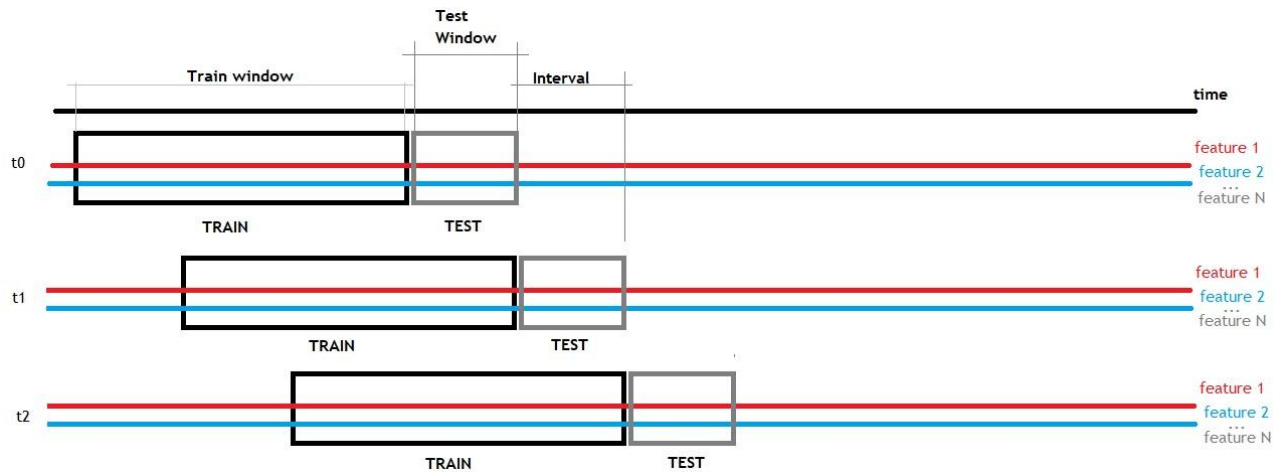 Test
Window
Train window
Interval
time
t0
feature 1
feature 2
...
feature N
TRAIN
TEST
t1
feature 1
feature 2
...
feature N
TRAIN
TEST
t2
feature 1
feature 2
...
feature N
TRAIN
TEST